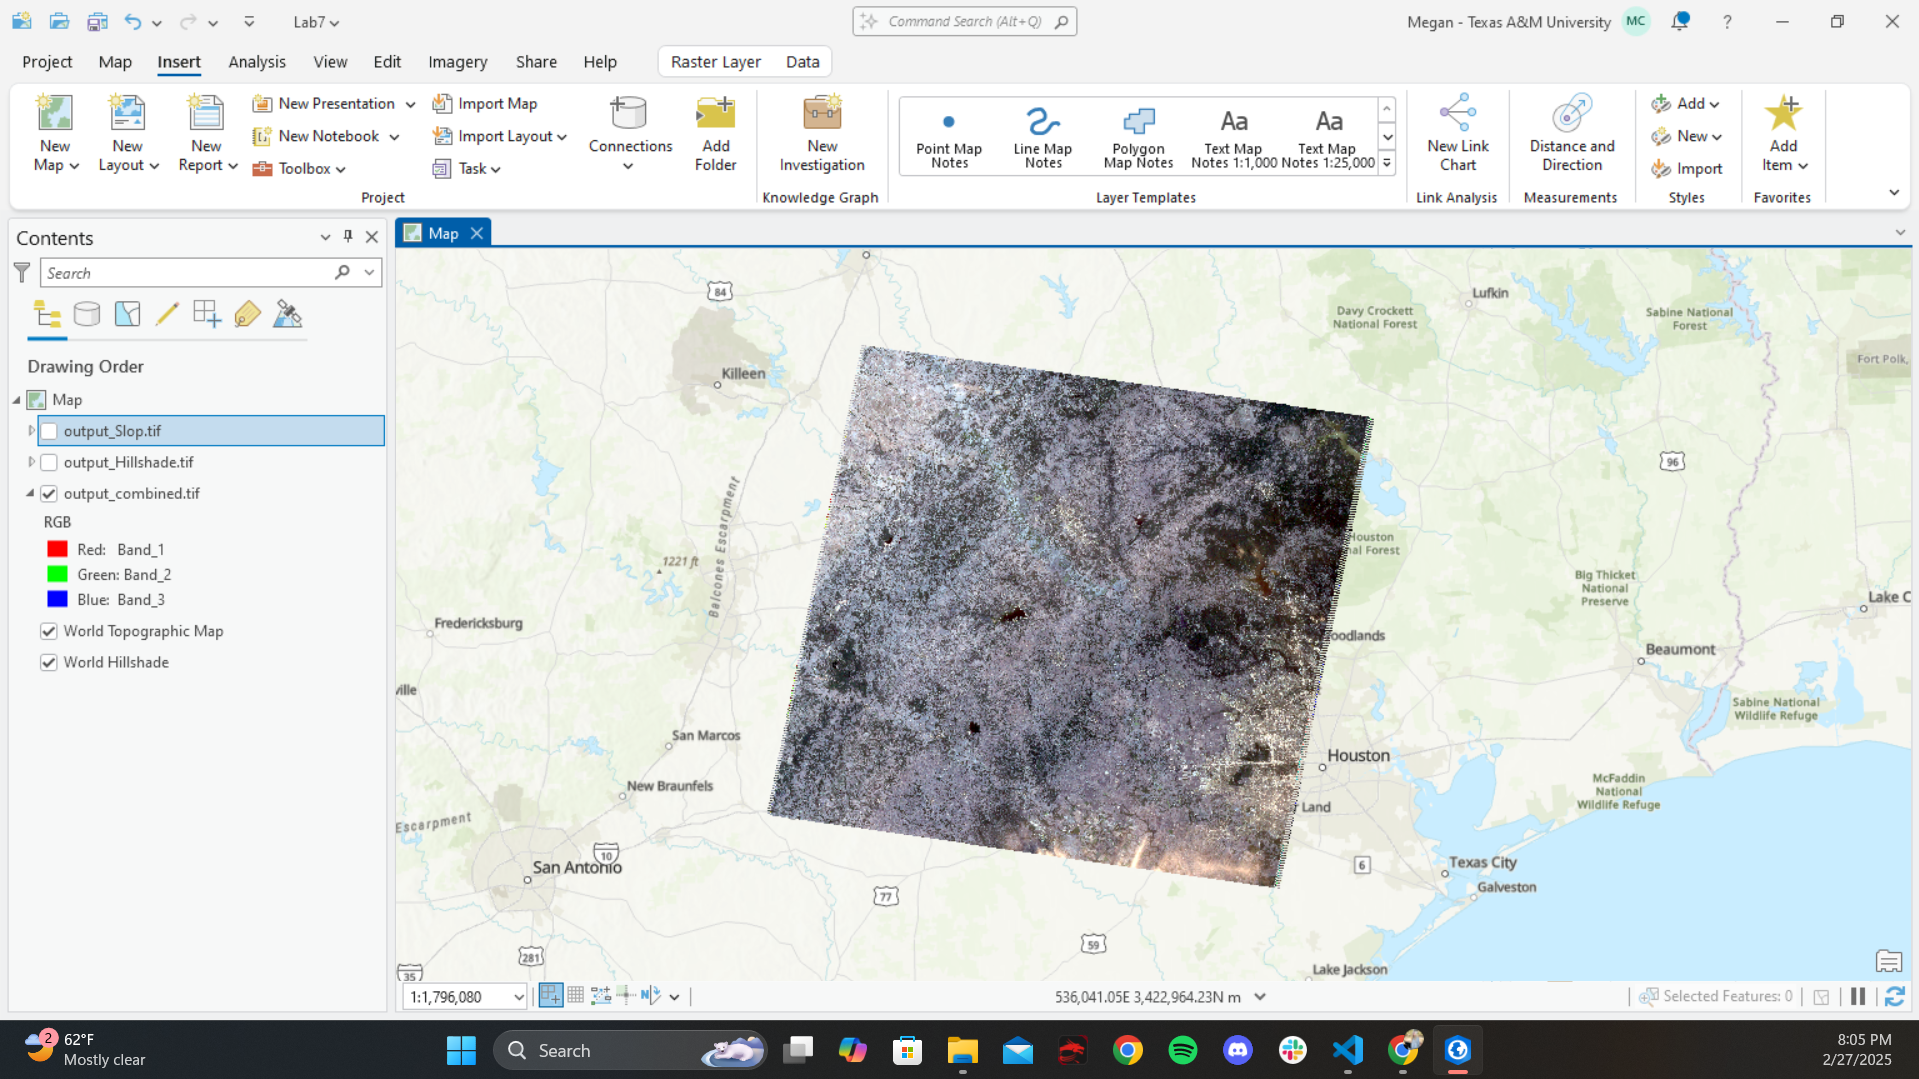 Lab7
Command Search (Alt+Q)
Megan - Texas A&M University
MC
?
Project
Map
Insert
Analysis
View
Edit
Imagery
Share
Help
Raster Layer
Data
New
Map
New
Layout
New
Report
New Presentation
New Notebook
Toolbox
Import Map
Import Layout
Task
Connections
Add
Folder
Project
New
Investigation
Knowledge Graph
Point Map
Notes
Line Map
Notes
Polygon
Map Notes
Aa
Text Map
Notes 1:1,000
Aa
Text Map
Notes 1:25,000
Layer Templates
New Link
Chart
Link Analysis
Distance and
Direction
Measurements
Add
New
Import
Styles
Add
Item
Favorites
Contents
Search
Drawing Order
Map
output_Slop.tif
output_Hillshade.tif
output_combined.tif
RGB
Red: Band_1
Green: Band_2
Blue: Band_3
World Topographic Map
World Hillshade
Map
84
Lufkin
Davy Crockett
National Forest
Sabine National
Forest
Fort Polk,
Killeen
96
Houston
nal Forest
1221 ft
Balcones Escarpment
Big Thicket
National
Preserve
Lake C
Fredericksburg
oodlands
Beaumont
ville
Sabine National
Wildlife Refuge
San Marcos
Houston
New Braunfels
McFaddin
National
Wildlife Refuge
r Land
Escarpment
10
San Antonio
6
Texas City
Galveston
77
59
281
35
Lake Jackson
1:1,796,080
536,041.05E 3,422,964.23N m
Selected Features: 0
2
62°F
Mostly clear
Search
8:05 PM
2/27/2025